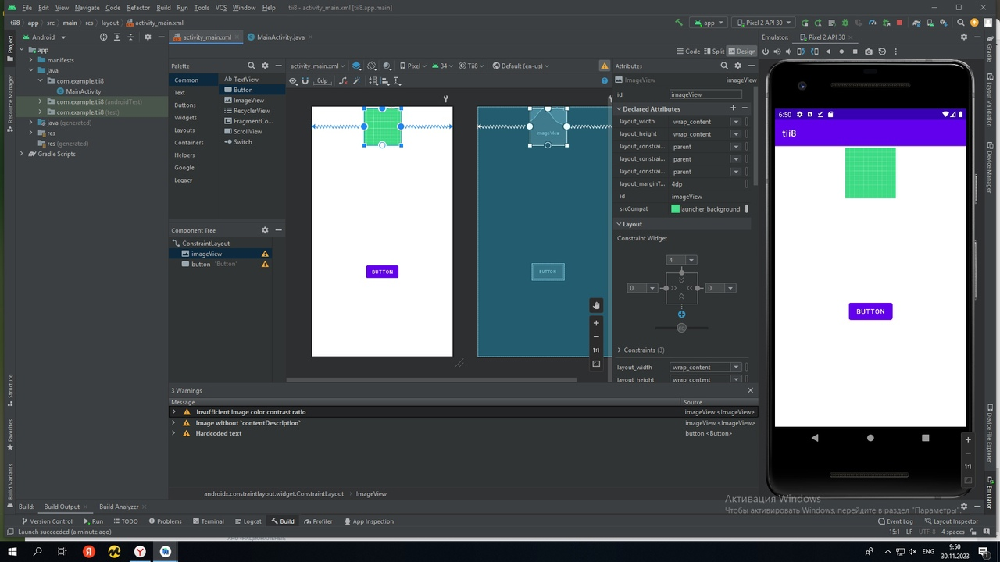 File Edit View Navigate Code Analyze Refactor Build Run Tools VCS Window Help tii8 - activity_main.xml [tii8.app.main]
tii8 app src main res layout activity_main.xml
app Pixel 2 API 30
Project
Resource Manager
Structure
Favorites
Build Variants
Android
app
manifests
java
com.example.tii8
MainActivity
com.example.tii8 (androidTest)
com.example.tii8 (test)
java (generated)
res
res (generated)
Gradle Scripts
activity_main.xml MainActivity.java
Code Split Design
Palette
Common
Text
Buttons
Widgets
Layouts
Containers
Helpers
Google
Legacy
Ab TextView
Button
ImageView
RecyclerView
FragmentCo...
ScrollView
Switch
Component Tree
ConstraintLayout
imageView
button "Button"
activity_main.xml Pixel 34 Tii8 Default (en-us)
0dp
BUTTON
ImageView
BUTTON
1:1
Attributes
ImageView imageView
id imageView
Declared Attributes
layout_width wrap_content
layout_height wrap_content
layout_constrai... parent
layout_constrai... parent
layout_constrai... parent
layout_marginT... 4dp
id imageView
srcCompat auncher_background
Layout
Constraint Widget
4
0 0
Constraints (3)
layout_width wrap_content
layout_height wrap_content
3 Warnings
Message Source
Insufficient image color contrast ratio imageView <ImageView>
Image without `contentDescription` imageView <ImageView>
Hardcoded text button <Button>
androidx.constraintlayout.widget.ConstraintLayout ImageView
Emulator: Pixel 2 API 30
6:50
tii8
BUTTON
1:1
Gradle
Layout Validation
Device Manager
Device File Explorer
Emulator
Активация Windows
Чтобы активировать Windows, перейдите в раздел "Параметры".
Build: Build Output Build Analyzer
Version Control Run TODO Problems Terminal Logcat Build Profiler App Inspection Event Log Layout Inspector
Launch succeeded (a minute ago) 15:1 LF UTF-8 4 spaces
ENG
9:50
30.11.2023